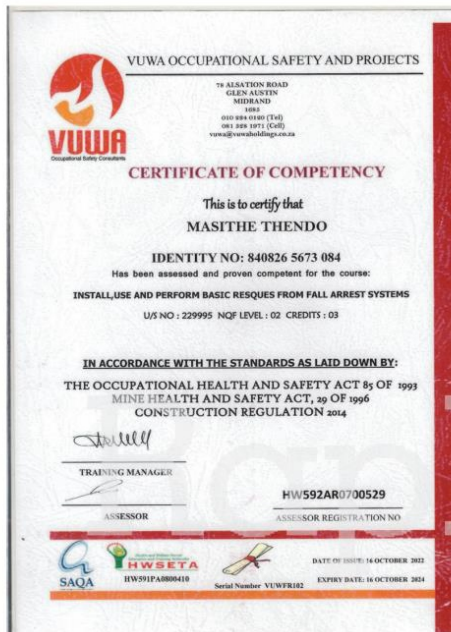 VUWA OCCUPATIONAL SAFETY AND PROJECTS
78 ALSATION ROAD
GLEN AUSTIN
MIDRAND
1685
010 224 0120 (Tel)
081 328 1971 (Cell)
vuwa@vuwaholdings.co.za
VUWA
Occupational Safety Consultants
CERTIFICATE OF COMPETENCY
This is to certify that
MASITHE THENDO
IDENTITY NO: 840826 5673 084
Has been assessed and proven competent for the course:
INSTALL,USE AND PERFORM BASIC RESQUES FROM FALL ARREST SYSTEMS
U/S NO : 229995 NQF LEVEL : 02 CREDITS : 03
IN ACCORDANCE WITH THE STANDARDS AS LAID DOWN BY:
THE OCCUPATIONAL HEALTH AND SAFETY ACT 85 OF 1993
MINE HEALTH AND SAFETY ACT, 29 OF 1996
CONSTRUCTION REGULATION 2014
TRAINING MANAGER
HW592AR0700529
ASSESSOR
ASSESSOR REGISTRATION NO
SAQA
HWSETA
HW591PA0800410
Serial Number VUWFR102
DATE OF ISSUE: 16 OCTOBER 2022
EXPIRY DATE: 16 OCTOBER 2024